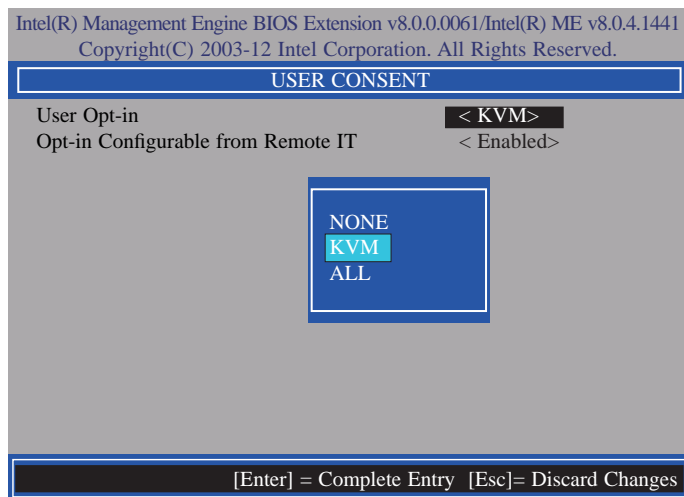 Intel(R) Management Engine BIOS Extension v8.0.0.0061/Intel(R) ME v8.0.4.1441
Copyright(C) 2003-12 Intel Corporation. All Rights Reserved.
USER CONSENT
User Opt-in < KVM>
Opt-in Configurable from Remote IT < Enabled>
NONE
KVM
ALL
[Enter] = Complete Entry [Esc]= Discard Changes